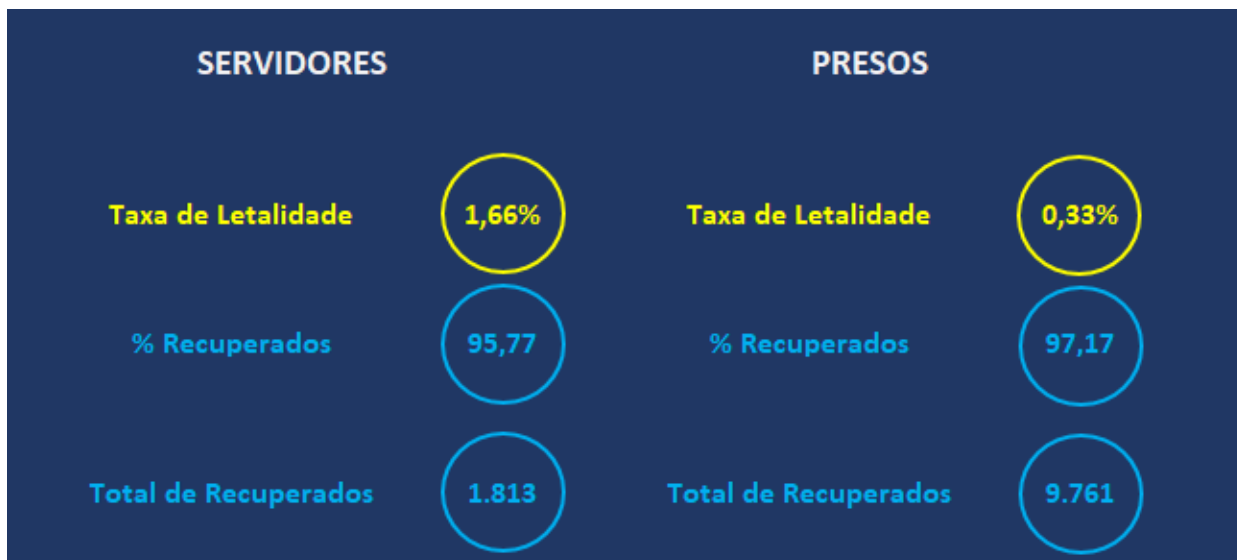 SERVIDORES
Taxa de Letalidade 1,66%
% Recuperados 95,77
Total de Recuperados 1.813
PRESOS
Taxa de Letalidade 0,33%
% Recuperados 97,17
Total de Recuperados 9.761